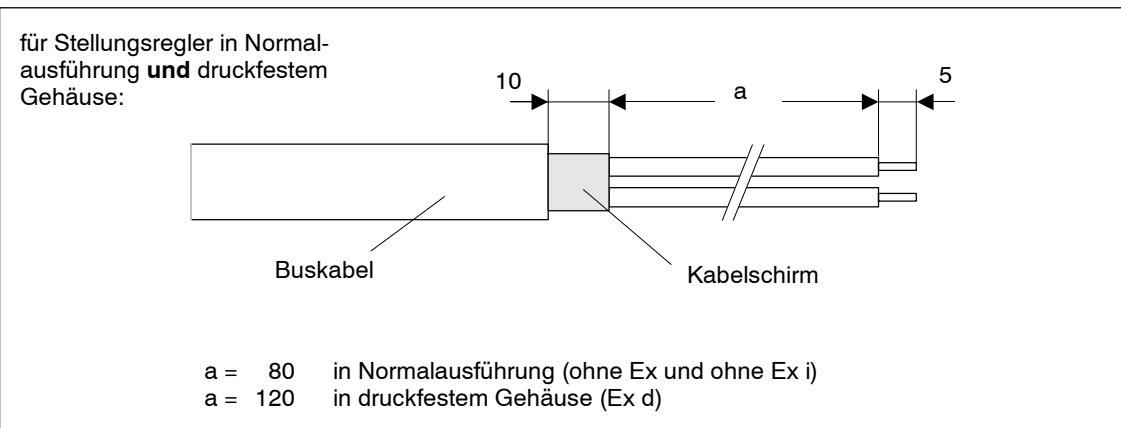 für Stellungsregler in Normal-
ausführung und druckfestem
Gehäuse:
10
a
5
Buskabel
Kabelschirm
a = 80 in Normalausführung (ohne Ex und ohne Ex i)
a = 120 in druckfestem Gehäuse (Ex d)